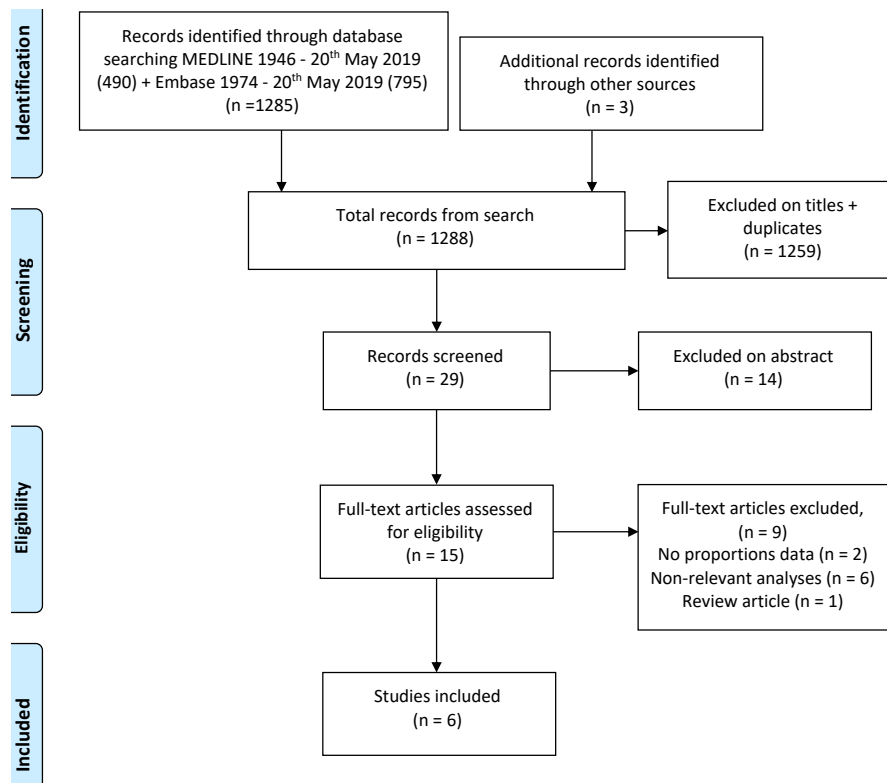 Identification
Records identified through database
searching MEDLINE 1946 - 20th May 2019
(490) + Embase 1974 - 20th May 2019 (795)
(n =1285)
Additional records identified
through other sources
(n = 3)
Screening
Total records from search
(n = 1288)
Excluded on titles +
duplicates
(n = 1259)
Records screened
(n = 29)
Excluded on abstract
(n = 14)
Eligibility
Full-text articles assessed
for eligibility
(n = 15)
Full-text articles excluded,
(n = 9)
No proportions data (n = 2)
Non-relevant analyses (n = 6)
Review article (n = 1)
Included
Studies included
(n = 6)